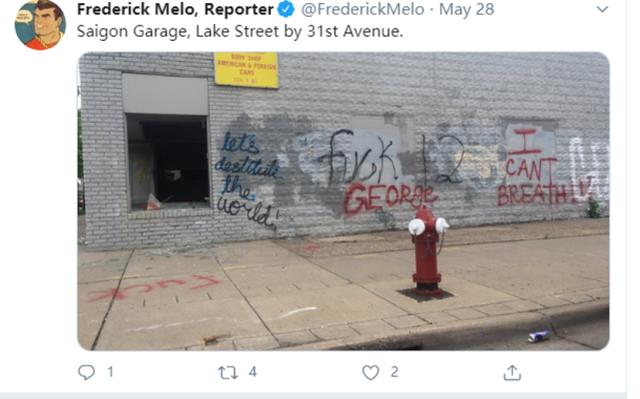 Frederick Melo, Reporter @FrederickMelo · May 28
Saigon Garage, Lake Street by 31st Avenue.
BODY SHOP
AMERICAN & FOREIGN
CARS
let's
destitute
the
world!
FUCK 12
GEORGE
I
CANT
BREATH!!
FUCK
1
4
2